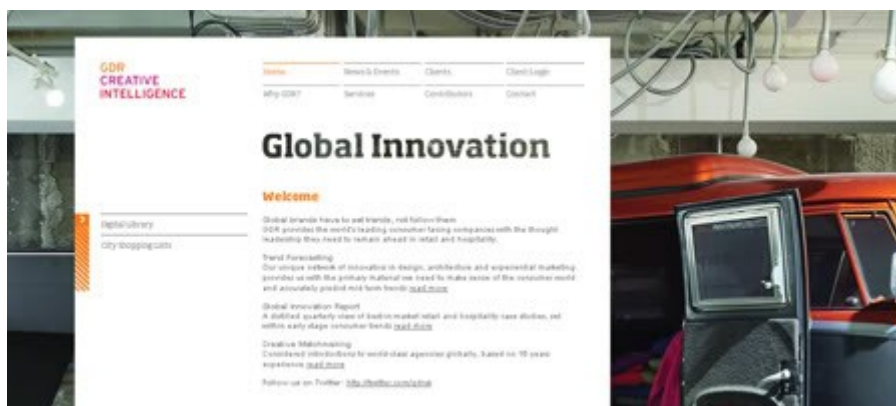 GDR
CREATIVE
INTELLIGENCE
Home
News & Events
Clients
Client Login
Why GDR?
Services
Contributors
Contact
Global Innovation
Welcome
Digital Library
City Shopping Lists
Global brands have to set trends, not follow them
GDR provides the world's leading consumer facing companies with the thought
leadership they need to remain ahead in retail and hospitality.
Trend Forecasting
Our unique network of innovators in design, architecture and experiential marketing
provides us with the primary material we need to make sense of the consumer world
and accurately predict mid-term trends read more
Global Innovation Report
A distilled quarterly view of best-in-market retail and hospitality case studies, set
within early stage consumer trends read more
Creative Matchmaking
Considered introductions to world-class agencies globally, based on 15 years
experience read more
Follow us on Twitter: